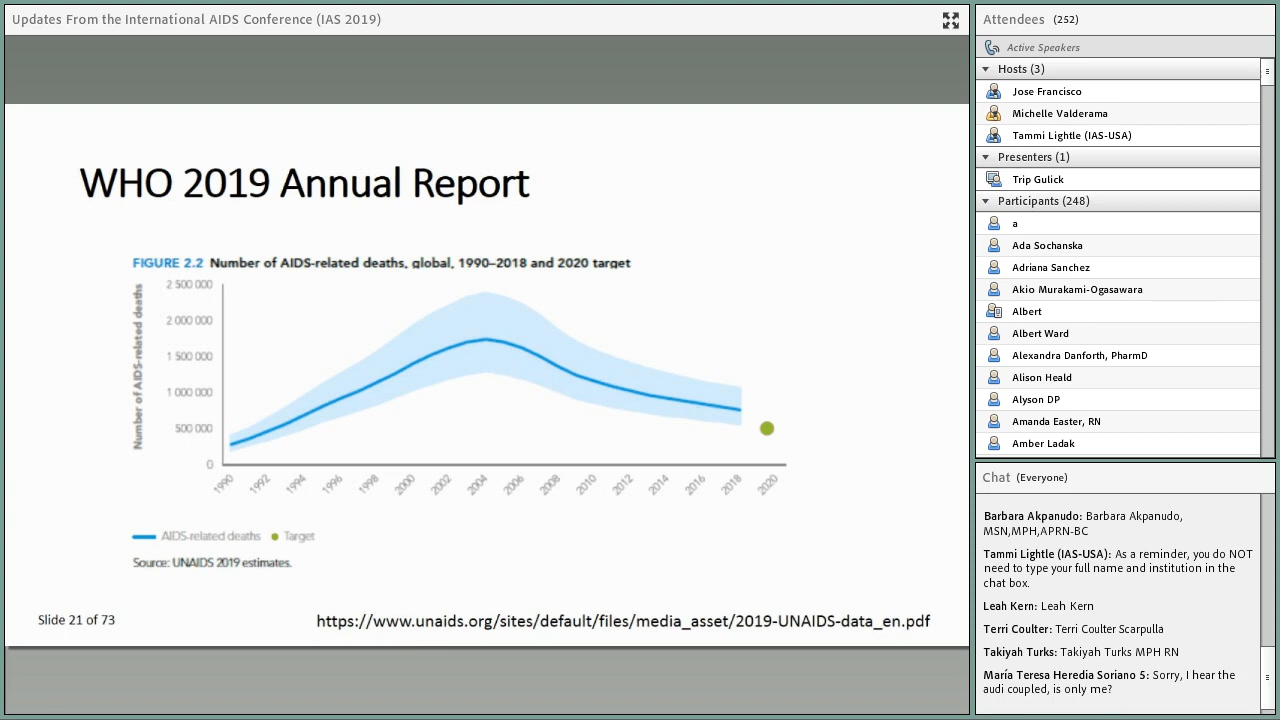 Updates From the International AIDS Conference (IAS 2019)
WHO 2019 Annual Report
FIGURE 2.2 Number of AIDS-related deaths, global, 1990–2018 and 2020 target
Number of AIDS-related deaths
2 500 000
2 000 000
1 500 000
1 000 000
500 000
0
1990 1992 1994 1996 1998 2000 2002 2004 2006 2008 2010 2012 2014 2016 2018 2020
AIDS-related deaths Target
Source: UNAIDS 2019 estimates.
Slide 21 of 73
https://www.unaids.org/sites/default/files/media_asset/2019-UNAIDS-data_en.pdf
Attendees (252)
Active Speakers
Hosts (3)
Jose Francisco
Michelle Valderama
Tammi Lightle (IAS-USA)
Presenters (1)
Trip Gulick
Participants (248)
a
Ada Sochanska
Adriana Sanchez
Akio Murakami-Ogasawara
Albert
Albert Ward
Alexandra Danforth, PharmD
Alison Heald
Alyson DP
Amanda Easter, RN
Amber Ladak
Chat (Everyone)
Barbara Akpanudo: Barbara Akpanudo,
MSN,MPH,APRN-BC
Tammi Lightle (IAS-USA): As a reminder, you do NOT
need to type your full name and institution in the
chat box.
Leah Kern: Leah Kern
Terri Coulter: Terri Coulter Scarpulla
Takiyah Turks: Takiyah Turks MPH RN
María Teresa Heredia Soriano 5: Sorry, I hear the
audi coupled, is only me?